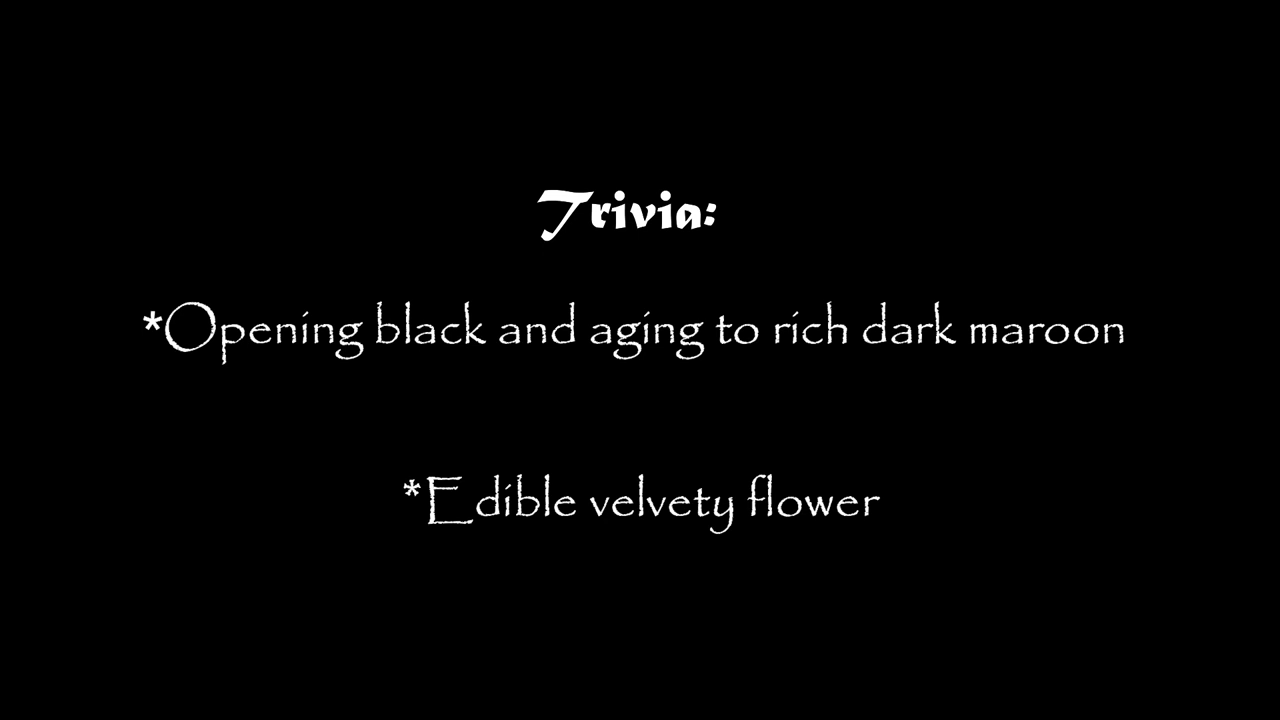 Trivia:
*Opening black and aging to rich dark maroon
*Edible velvety flower